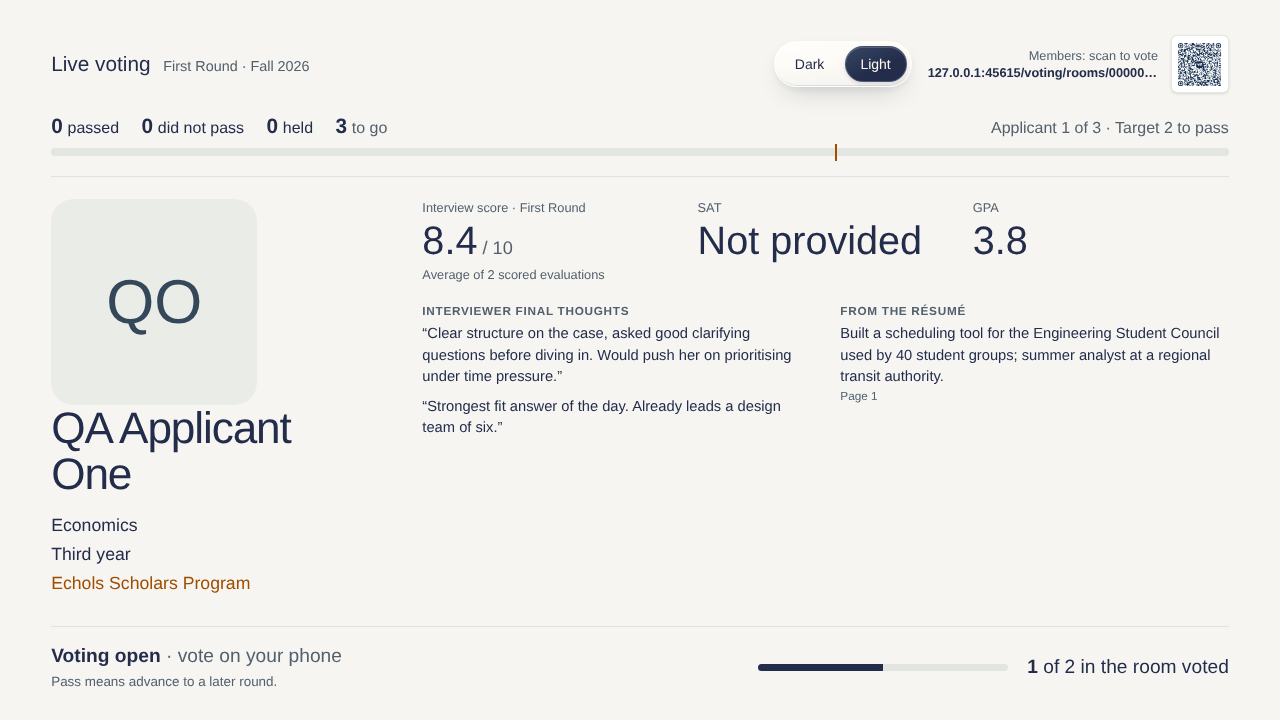 Live voting First Round · Fall 2026
Dark Light
Members: scan to vote
127.0.0.1:45615/voting/rooms/00000…
0 passed 0 did not pass 0 held 3 to go
Applicant 1 of 3 · Target 2 to pass
QO
QA Applicant
One
Economics
Third year
Echols Scholars Program
Interview score · First Round
8.4 / 10
Average of 2 scored evaluations
SAT
Not provided
GPA
3.8
INTERVIEWER FINAL THOUGHTS
“Clear structure on the case, asked good clarifying
questions before diving in. Would push her on prioritising
under time pressure.”
“Strongest fit answer of the day. Already leads a design
team of six.”
FROM THE RÉSUMÉ
Built a scheduling tool for the Engineering Student Council
used by 40 student groups; summer analyst at a regional
transit authority.
Page 1
Voting open · vote on your phone
Pass means advance to a later round.
1 of 2 in the room voted